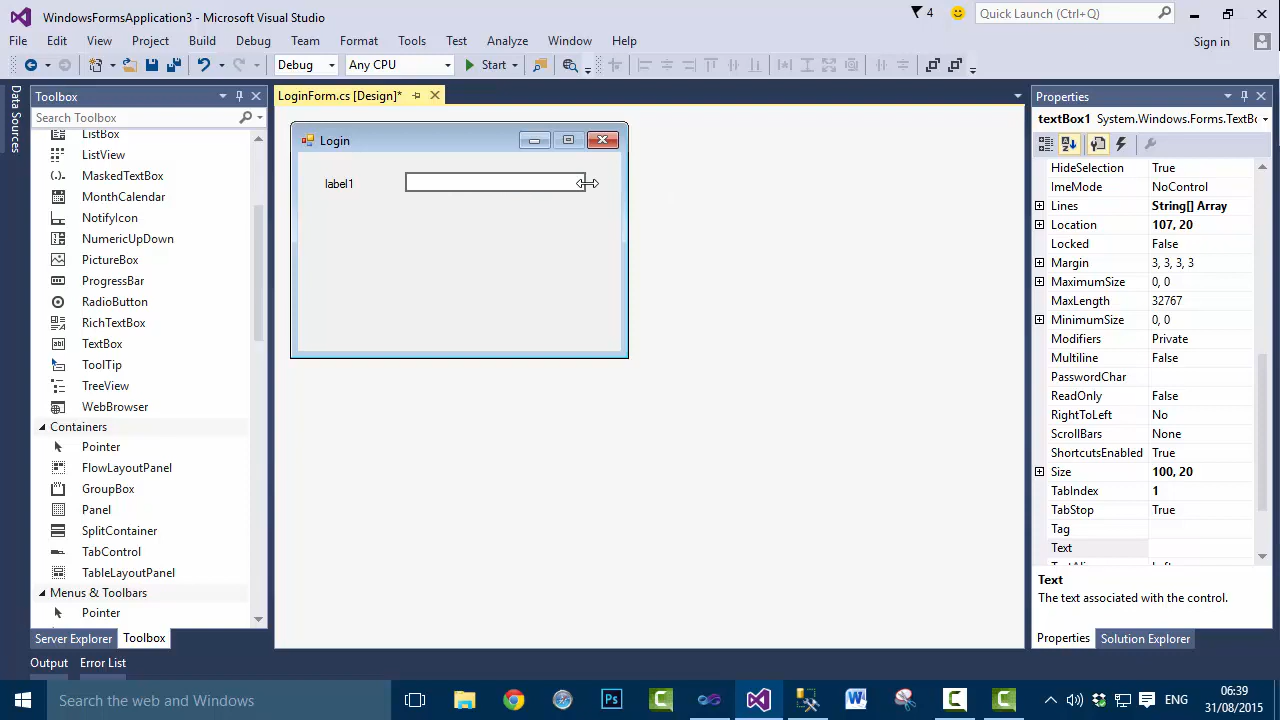 WindowsFormsApplication3 - Microsoft Visual Studio
4
Quick Launch (Ctrl+Q)
File Edit View Project Build Debug Team Format Tools Test Analyze Window Help
Sign in
Debug Any CPU Start
Data Sources
Toolbox
Search Toolbox
ListBox
ListView
MaskedTextBox
MonthCalendar
NotifyIcon
NumericUpDown
PictureBox
ProgressBar
RadioButton
RichTextBox
TextBox
ToolTip
TreeView
WebBrowser
Containers
Pointer
FlowLayoutPanel
GroupBox
Panel
SplitContainer
TabControl
TableLayoutPanel
Menus & Toolbars
Pointer
Server Explorer Toolbox
LoginForm.cs [Design]*
Login
label1
Properties
textBox1 System.Windows.Forms.TextBo
HideSelection True
ImeMode NoControl
Lines String[] Array
Location 107, 20
Locked False
Margin 3, 3, 3, 3
MaximumSize 0, 0
MaxLength 32767
MinimumSize 0, 0
Modifiers Private
Multiline False
PasswordChar
ReadOnly False
RightToLeft No
ScrollBars None
ShortcutsEnabled True
Size 100, 20
TabIndex 1
TabStop True
Tag
Text
Text
The text associated with the control.
Properties Solution Explorer
Output Error List
Search the web and Windows
Ps
ENG
06:39
31/08/2015